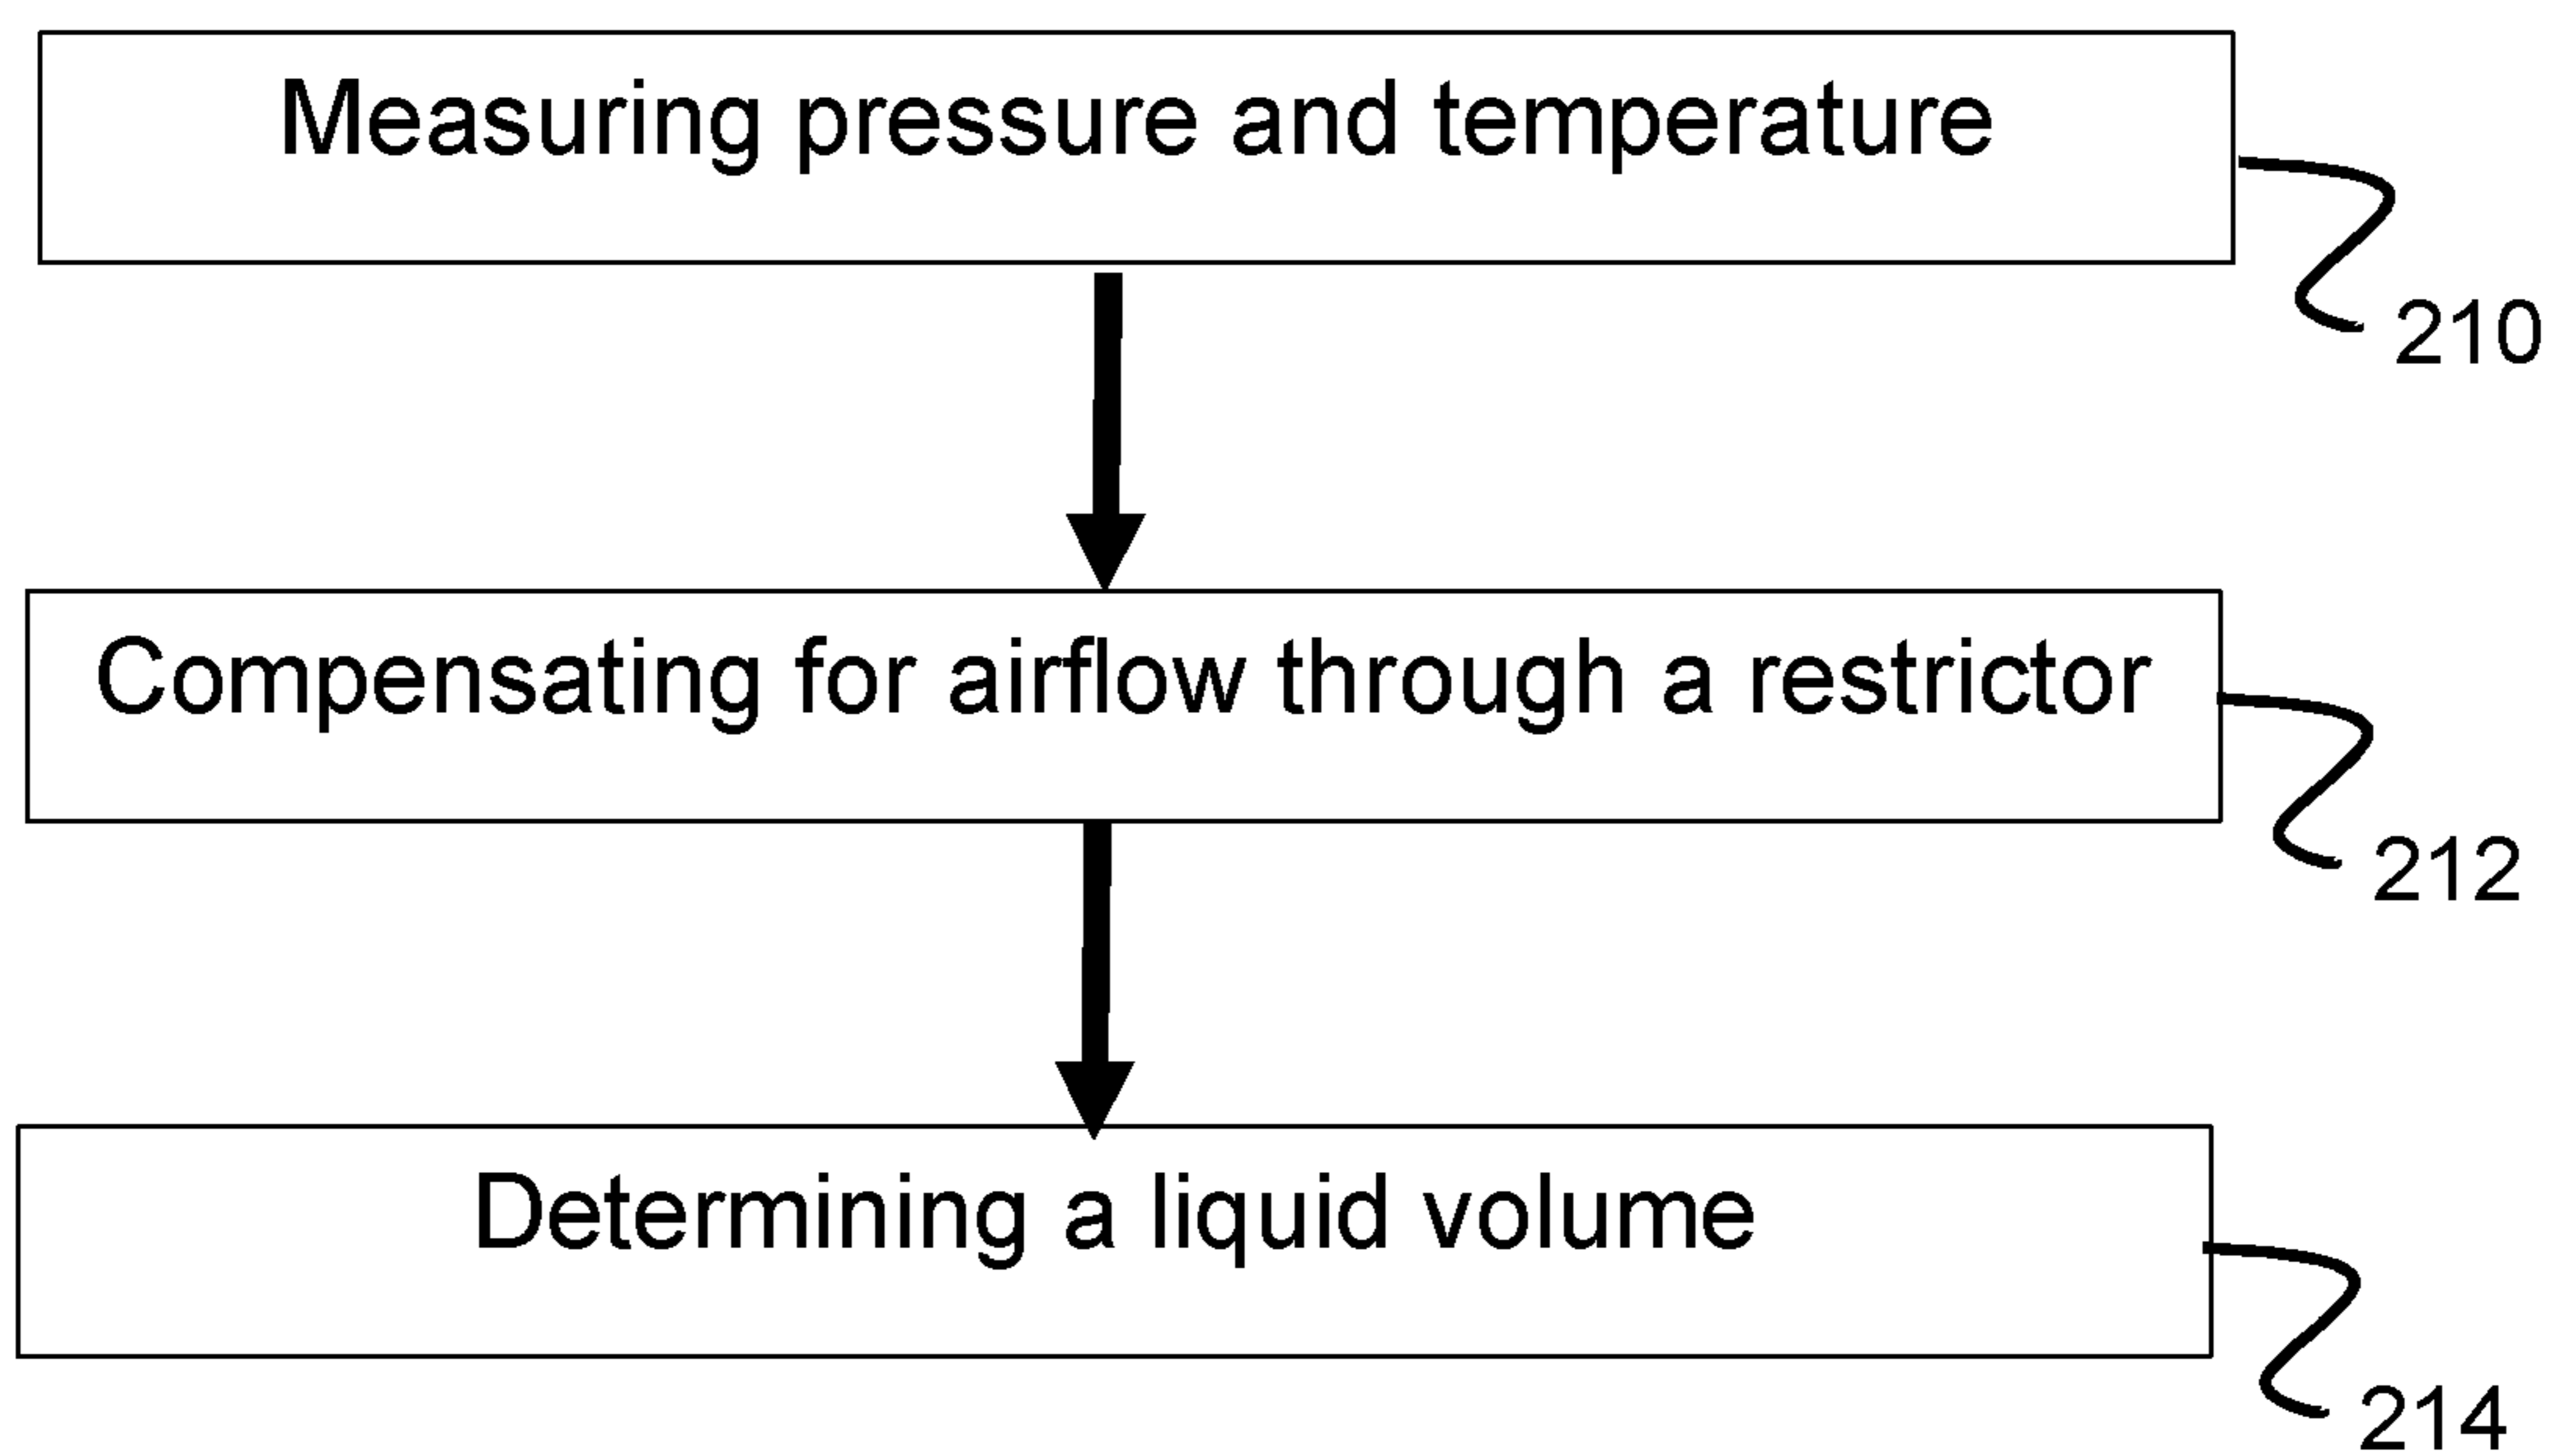 Measuring pressure and temperature
210
Compensating for airflow through a restrictor
212
Determining a liquid volume
214